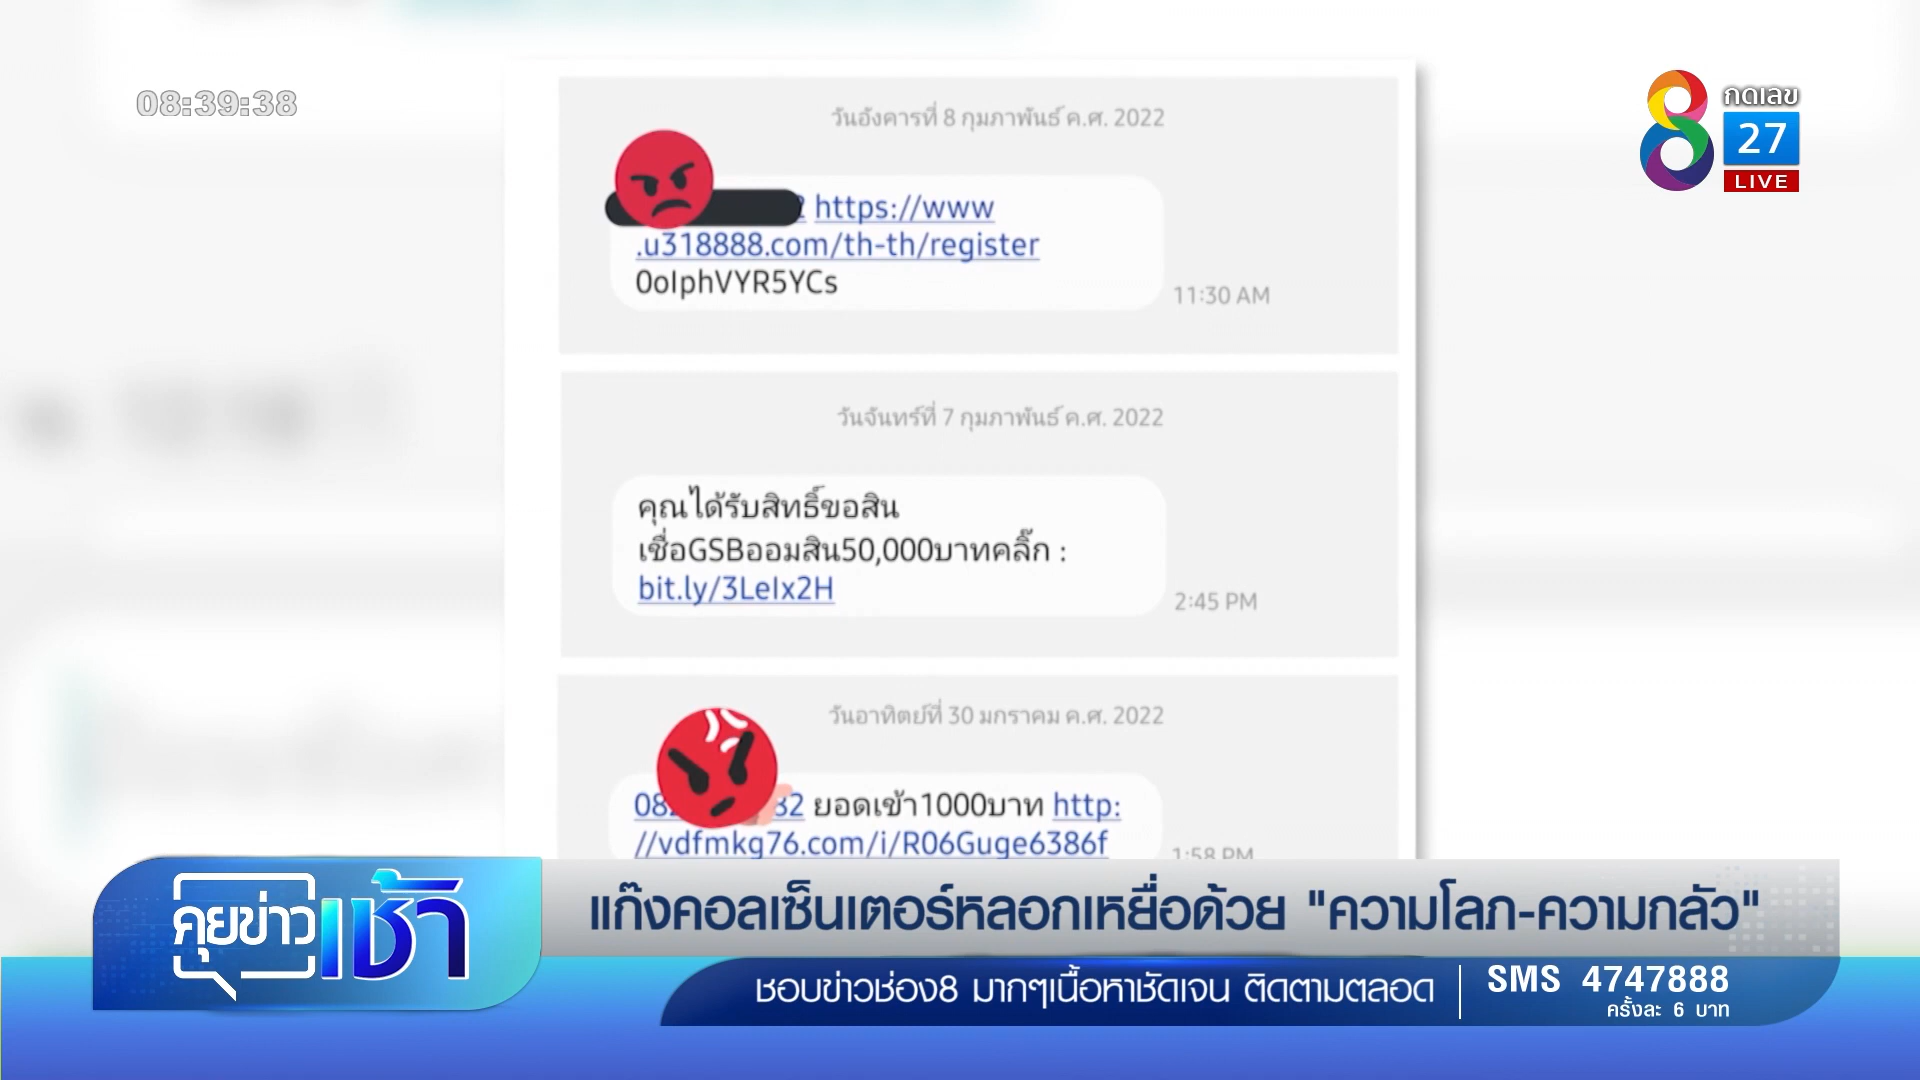 08:39:38
กดเลข
27
LIVE
วันอังคารที่ 8 กุมภาพันธ์ ค.ศ. 2022
2 https://www
.u318888.com/th-th/register
0oIphVYR5YCs
11:30 AM
วันจันทร์ที่ 7 กุมภาพันธ์ ค.ศ. 2022
คุณได้รับสิทธิ์ขอสิน
เชื่อGSBออมสิน50,000บาทคลิ๊ก :
bit.ly/3LeIx2H
2:45 PM
วันอาทิตย์ที่ 30 มกราคม ค.ศ. 2022
08 32 ยอดเข้า1000บาท http:
//vdfmkg76.com/i/R06Guge6386f
1:58 PM
คุยข่าวเช้า
แก๊งคอลเซ็นเตอร์หลอกเหยื่อด้วย "ความโลภ-ความกลัว"
ชอบข่าวช่อง8 มากๆเนื้อหาชัดเจน ติดตามตลอด
SMS 4747888
ครั้งละ 6 บาท